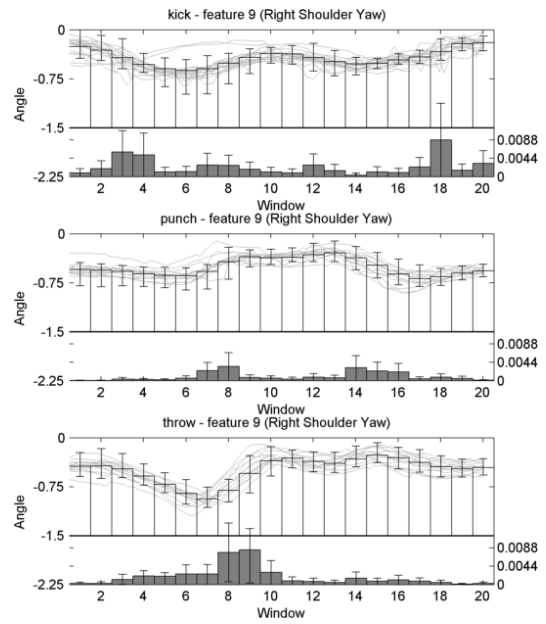 kick - feature 9 (Right Shoulder Yaw)
0
-0.75
Angle
-1.5
0.0088
0.0044
-2.25
0
2 4 6 8 10 12 14 16 18 20
Window
punch - feature 9 (Right Shoulder Yaw)
0
-0.75
Angle
-1.5
0.0088
0.0044
-2.25
0
2 4 6 8 10 12 14 16 18 20
Window
throw - feature 9 (Right Shoulder Yaw)
0
-0.75
Angle
-1.5
0.0088
0.0044
-2.25
0
2 4 6 8 10 12 14 16 18 20
Window